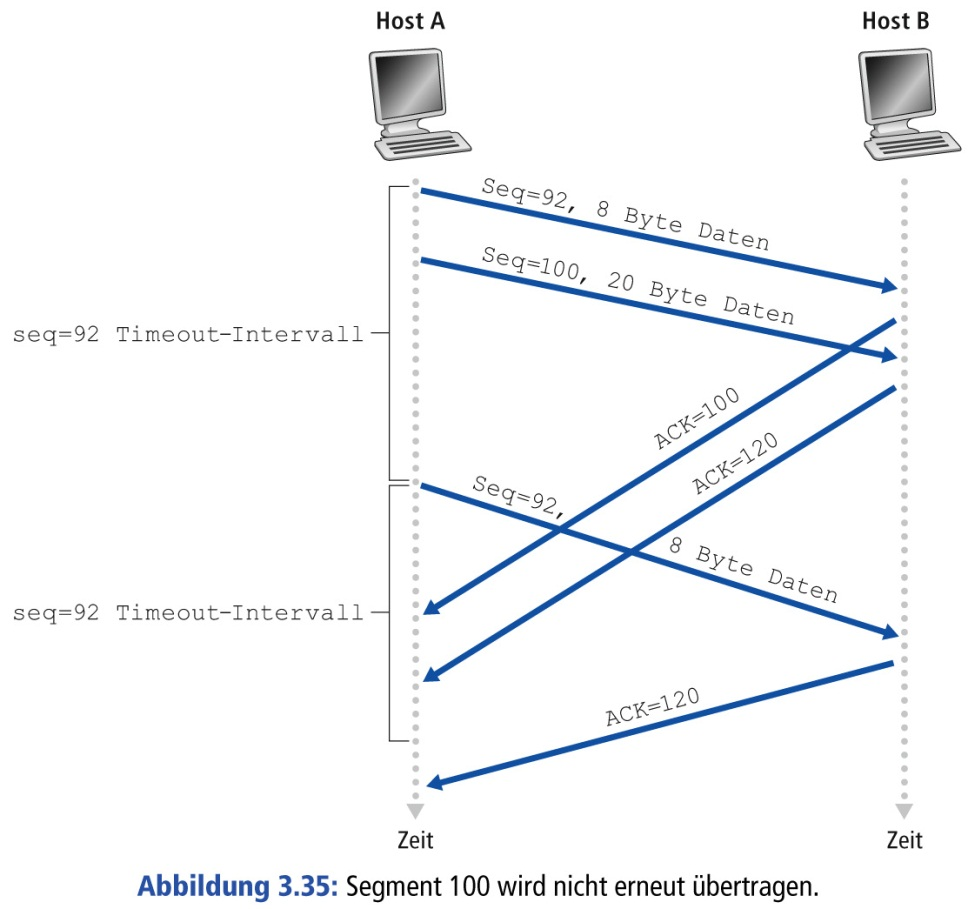 Host A
Host B
Seq=92, 8 Byte Daten
Seq=100, 20 Byte Daten
seq=92 Timeout-Intervall
ACK=100
ACK=120
Seq=92,
8 Byte Daten
seq=92 Timeout-Intervall
ACK=120
Zeit
Zeit
Abbildung 3.35: Segment 100 wird nicht erneut übertragen.